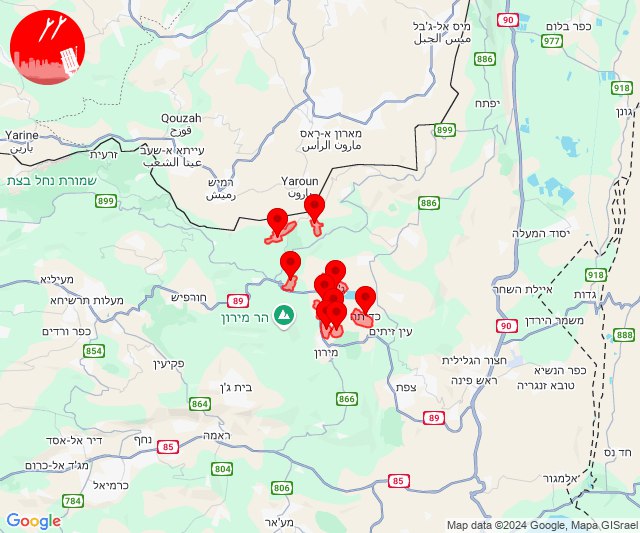 מיס אל-ג'בל
ميس الجبل
90
כפר בלום
977
886
918
גונן
יפתח
Qouzah
قوزح
מארון א-ראס
مارون الراس
899
Yarine
يارين
זרעית
עייתא א-שעב
عيتا الشعب
שמורת נחל בצת
רמיש
رميش
Yaroun
يارون
899
886
יסוד המעלה
918
איילת השחר
גדות
מעיליא
מעלות תרשיחא
חורפיש
89
הר מירון
עין זיתים
90
משמר הירדן
כפר ורדים
854
מירון
חצור הגלילית
ראש פינה
כפר הנשיא
טובא זנגריה
פקיעין
בית ג'ן
צפת
864
866
89
דיר אל-אסד
נחף
ראמה
85
חד נס
מג'ד אל-כרום
804
85
אלמגור
כרמיאל
784
806
מע'אר
Google
Map data ©2024 Google, Mapa GISrael